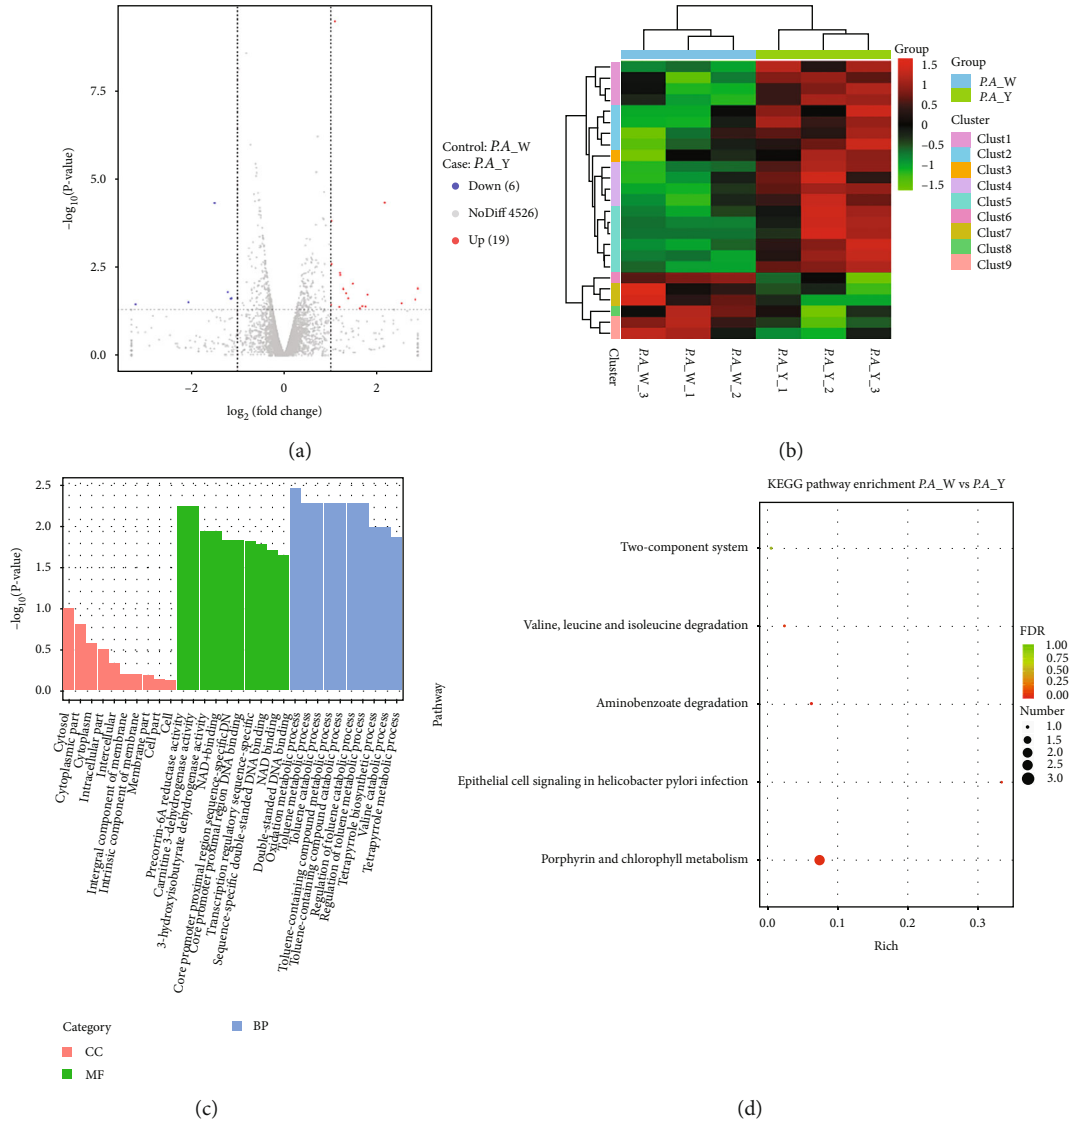 7.5
5.0
2.5
0.0
−log10(P-value)
−2
0
2
log2 (fold change)
Control: P.A_W
Case: P.A_Y
Down (6)
NoDiff 4526)
Up (19)
(a)
Group
1.5
1
0.5
0
−0.5
−1
−1.5
Group
P.A_W
P.A_Y
Cluster
Clust1
Clust2
Clust3
Clust4
Clust5
Clust6
Clust7
Clust8
Clust9
Cluster
P.A_W_3
P.A_W_1
P.A_W_2
P.A_Y_1
P.A_Y_2
P.A_Y_3
(b)
2.5
2.0
1.5
1.0
0.5
0.0
−log10(P-value)
Cytosol
Cytoplasmic part
Cytoplasm
Intracellular part
Intercellular
Intergral component of membrane
Intrinsic component of membrane
Membrane part
Cell part
Cell
Precorrin-6A reductase activity
Carnitine 3-dehydrogenase activity
3-hydroxyisobutyrate dehydrogenase activity
NAD+binding
Core promoter proximal region sequence-specificDN
Core promoter proximal region DNA binding
Transcription regulatory sequence-specific
Sequence-specific double-standed DNA binding
NAD binding
Double-standed DNA binding
Oxidation metabolic process
Toluene metabolic process
Toluene catabolic process
Toluene-containing compound metabolic process
Toluene-containing compound catabolic process
Regulation of toluene catabolic process
Regulation of toluene metabolic process
Tetrapyrrole biosynthetic process
Valine catabolic process
Tetrapyrrole metabolic process
Category
CC
MF
BP
(c)
KEGG pathway enrichment P.A_W vs P.A_Y
Pathway
Two-component system
Valine, leucine and isoleucine degradation
Aminobenzoate degradation
Epithelial cell signaling in helicobacter pylori infection
Porphyrin and chlorophyll metabolism
0.0
0.1
0.2
0.3
Rich
FDR
1.00
0.75
0.75
0.25
0.00
Number
1.0
1.5
2.0
2.5
3.0
(d)